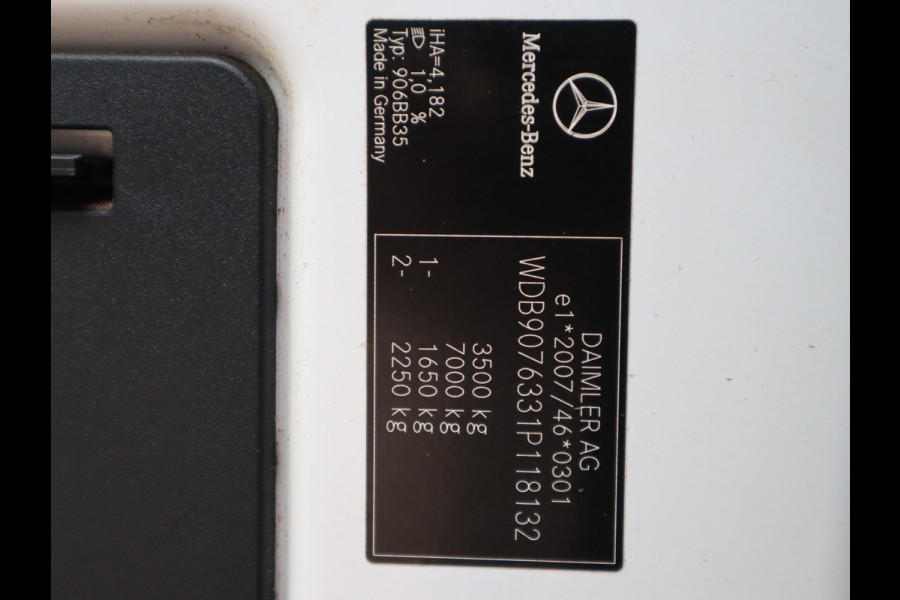 Mercedes-Benz
iHA=4,182
1,0 %
Typ: 906BB35
Made in Germany
DAIMLER AG
e1*2007/46*0301
WDB9076331P118132
3500 kg
7000 kg
1- 1650 kg
2- 2250 kg